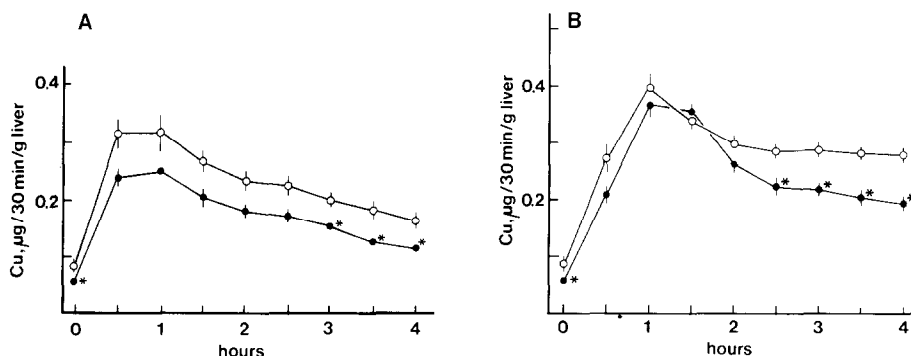 A
Cu, µg/30 min/g liver
0.4
0.2
0 1 2 3 4
hours
* * * *
B
Cu, µg/30 min/g liver
0.4
0.2
0 1 2 3 4
hours
* * * * *